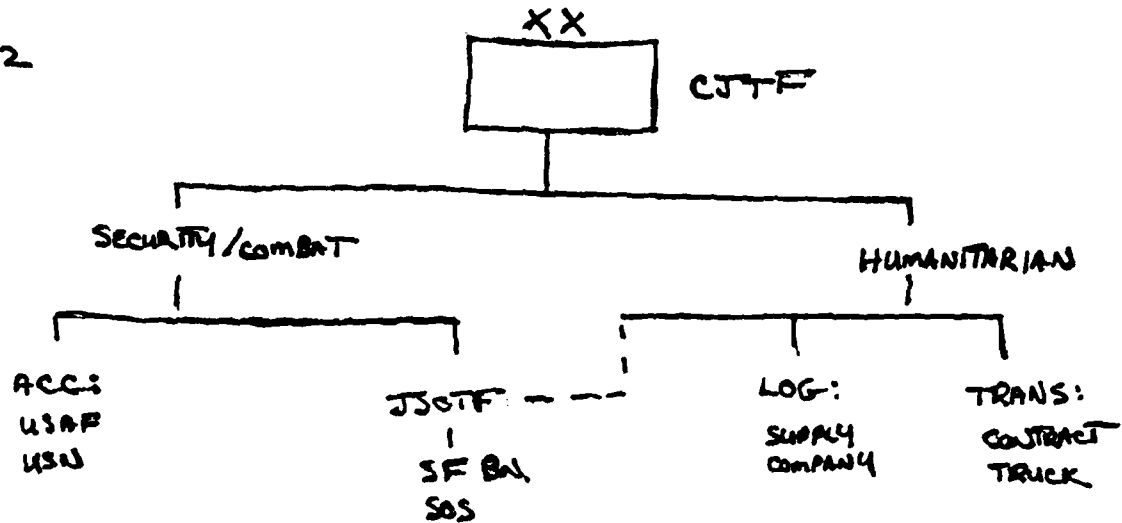 XX
2
CJTF
SECURITY/COMBAT
HUMANITARIAN
ACC:
USAF
USN
JSOTF
SF BN.
SOS
LOG:
SUPPLY
COMPANY
TRANS:
CONTRACT
TRUCK